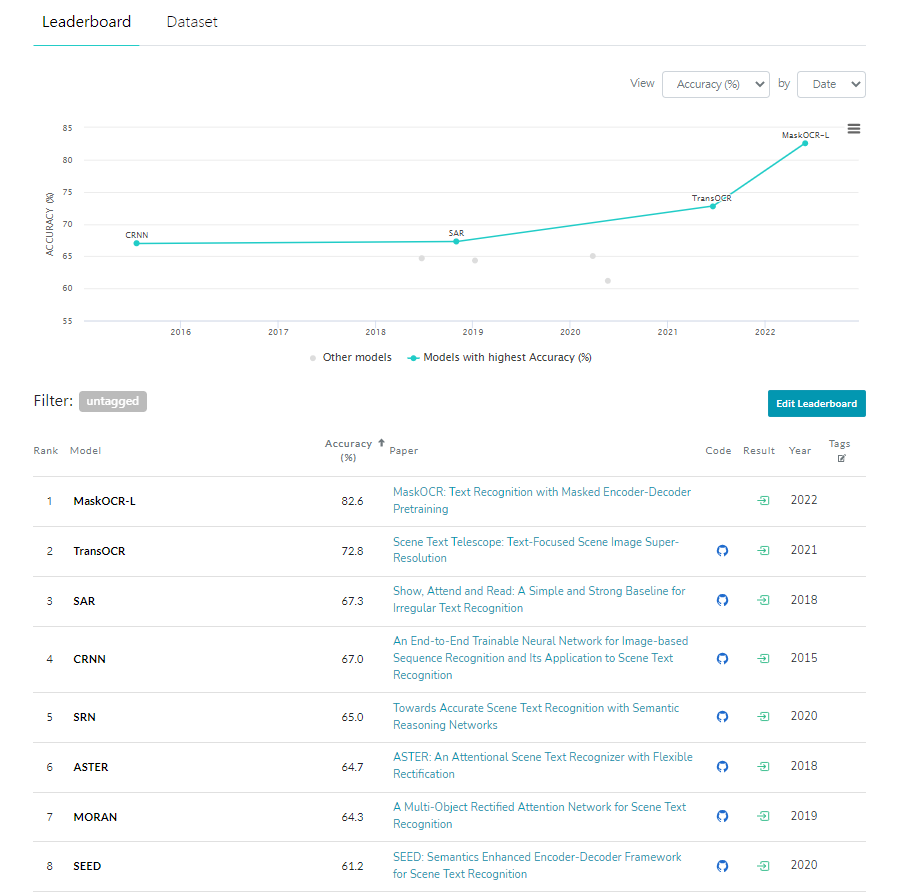 Leaderboard Dataset
View Accuracy (%) by Date
85
80
75
70
65
60
55
ACCURACY (%)
CRNN
SAR
TransOCR
MaskOCR-L
2016 2017 2018 2019 2020 2021 2022
Other models Models with highest Accuracy (%)
Filter: untagged
Edit Leaderboard
Rank Model Accuracy (%) Paper Code Result Year Tags
1 MaskOCR-L 82.6 MaskOCR: Text Recognition with Masked Encoder-Decoder
Pretraining 2022
2 TransOCR 72.8 Scene Text Telescope: Text-Focused Scene Image Super-
Resolution 2021
3 SAR 67.3 Show, Attend and Read: A Simple and Strong Baseline for
Irregular Text Recognition 2018
4 CRNN 67.0 An End-to-End Trainable Neural Network for Image-based
Sequence Recognition and Its Application to Scene Text
Recognition 2015
5 SRN 65.0 Towards Accurate Scene Text Recognition with Semantic
Reasoning Networks 2020
6 ASTER 64.7 ASTER: An Attentional Scene Text Recognizer with Flexible
Rectification 2018
7 MORAN 64.3 A Multi-Object Rectified Attention Network for Scene Text
Recognition 2019
8 SEED 61.2 SEED: Semantics Enhanced Encoder-Decoder Framework
for Scene Text Recognition 2020